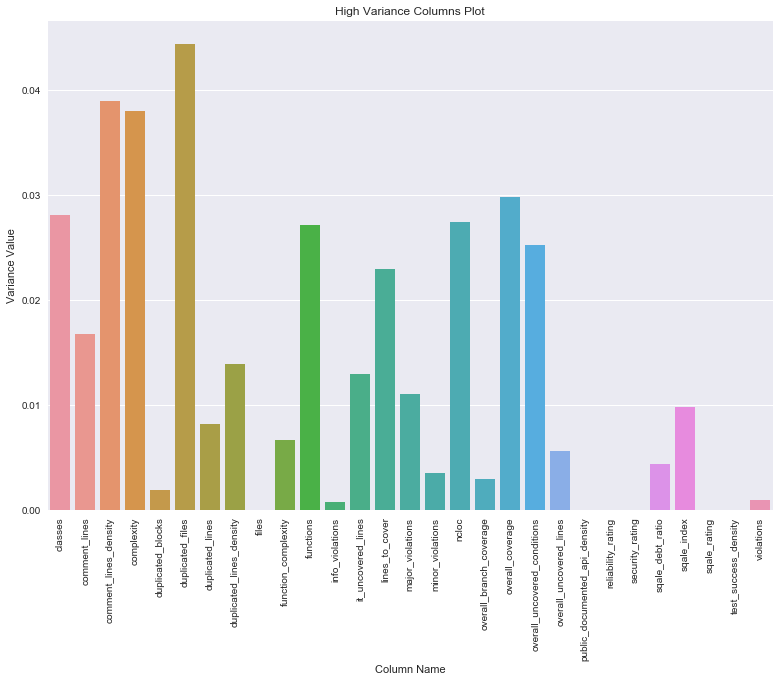 High Variance Columns Plot
Variance Value
0.04
0.03
0.02
0.01
0.00
classes
comment_lines
comment_lines_density
complexity
duplicated_blocks
duplicated_files
duplicated_lines
duplicated_lines_density
files
function_complexity
functions
info_violations
it_uncovered_lines
lines_to_cover
major_violations
minor_violations
ncloc
overall_branch_coverage
overall_coverage
overall_uncovered_conditions
overall_uncovered_lines
public_documented_api_density
reliability_rating
security_rating
sqale_debt_ratio
sqale_index
sqale_rating
test_success_density
violations
Column Name